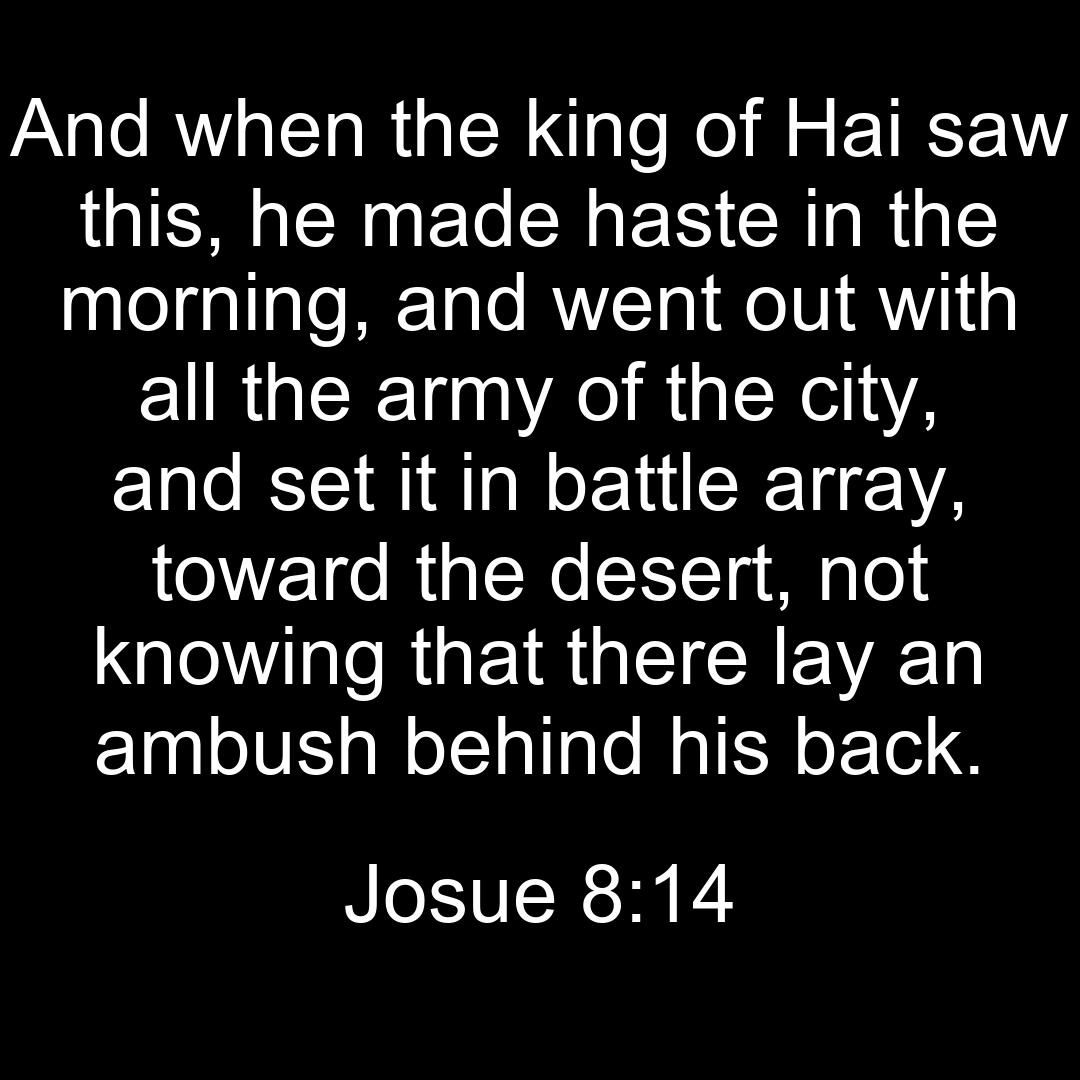 And when the king of Hai saw
this, he made haste in the
morning, and went out with
all the army of the city,
and set it in battle array,
toward the desert, not
knowing that there lay an
ambush behind his back.
Josue 8:14